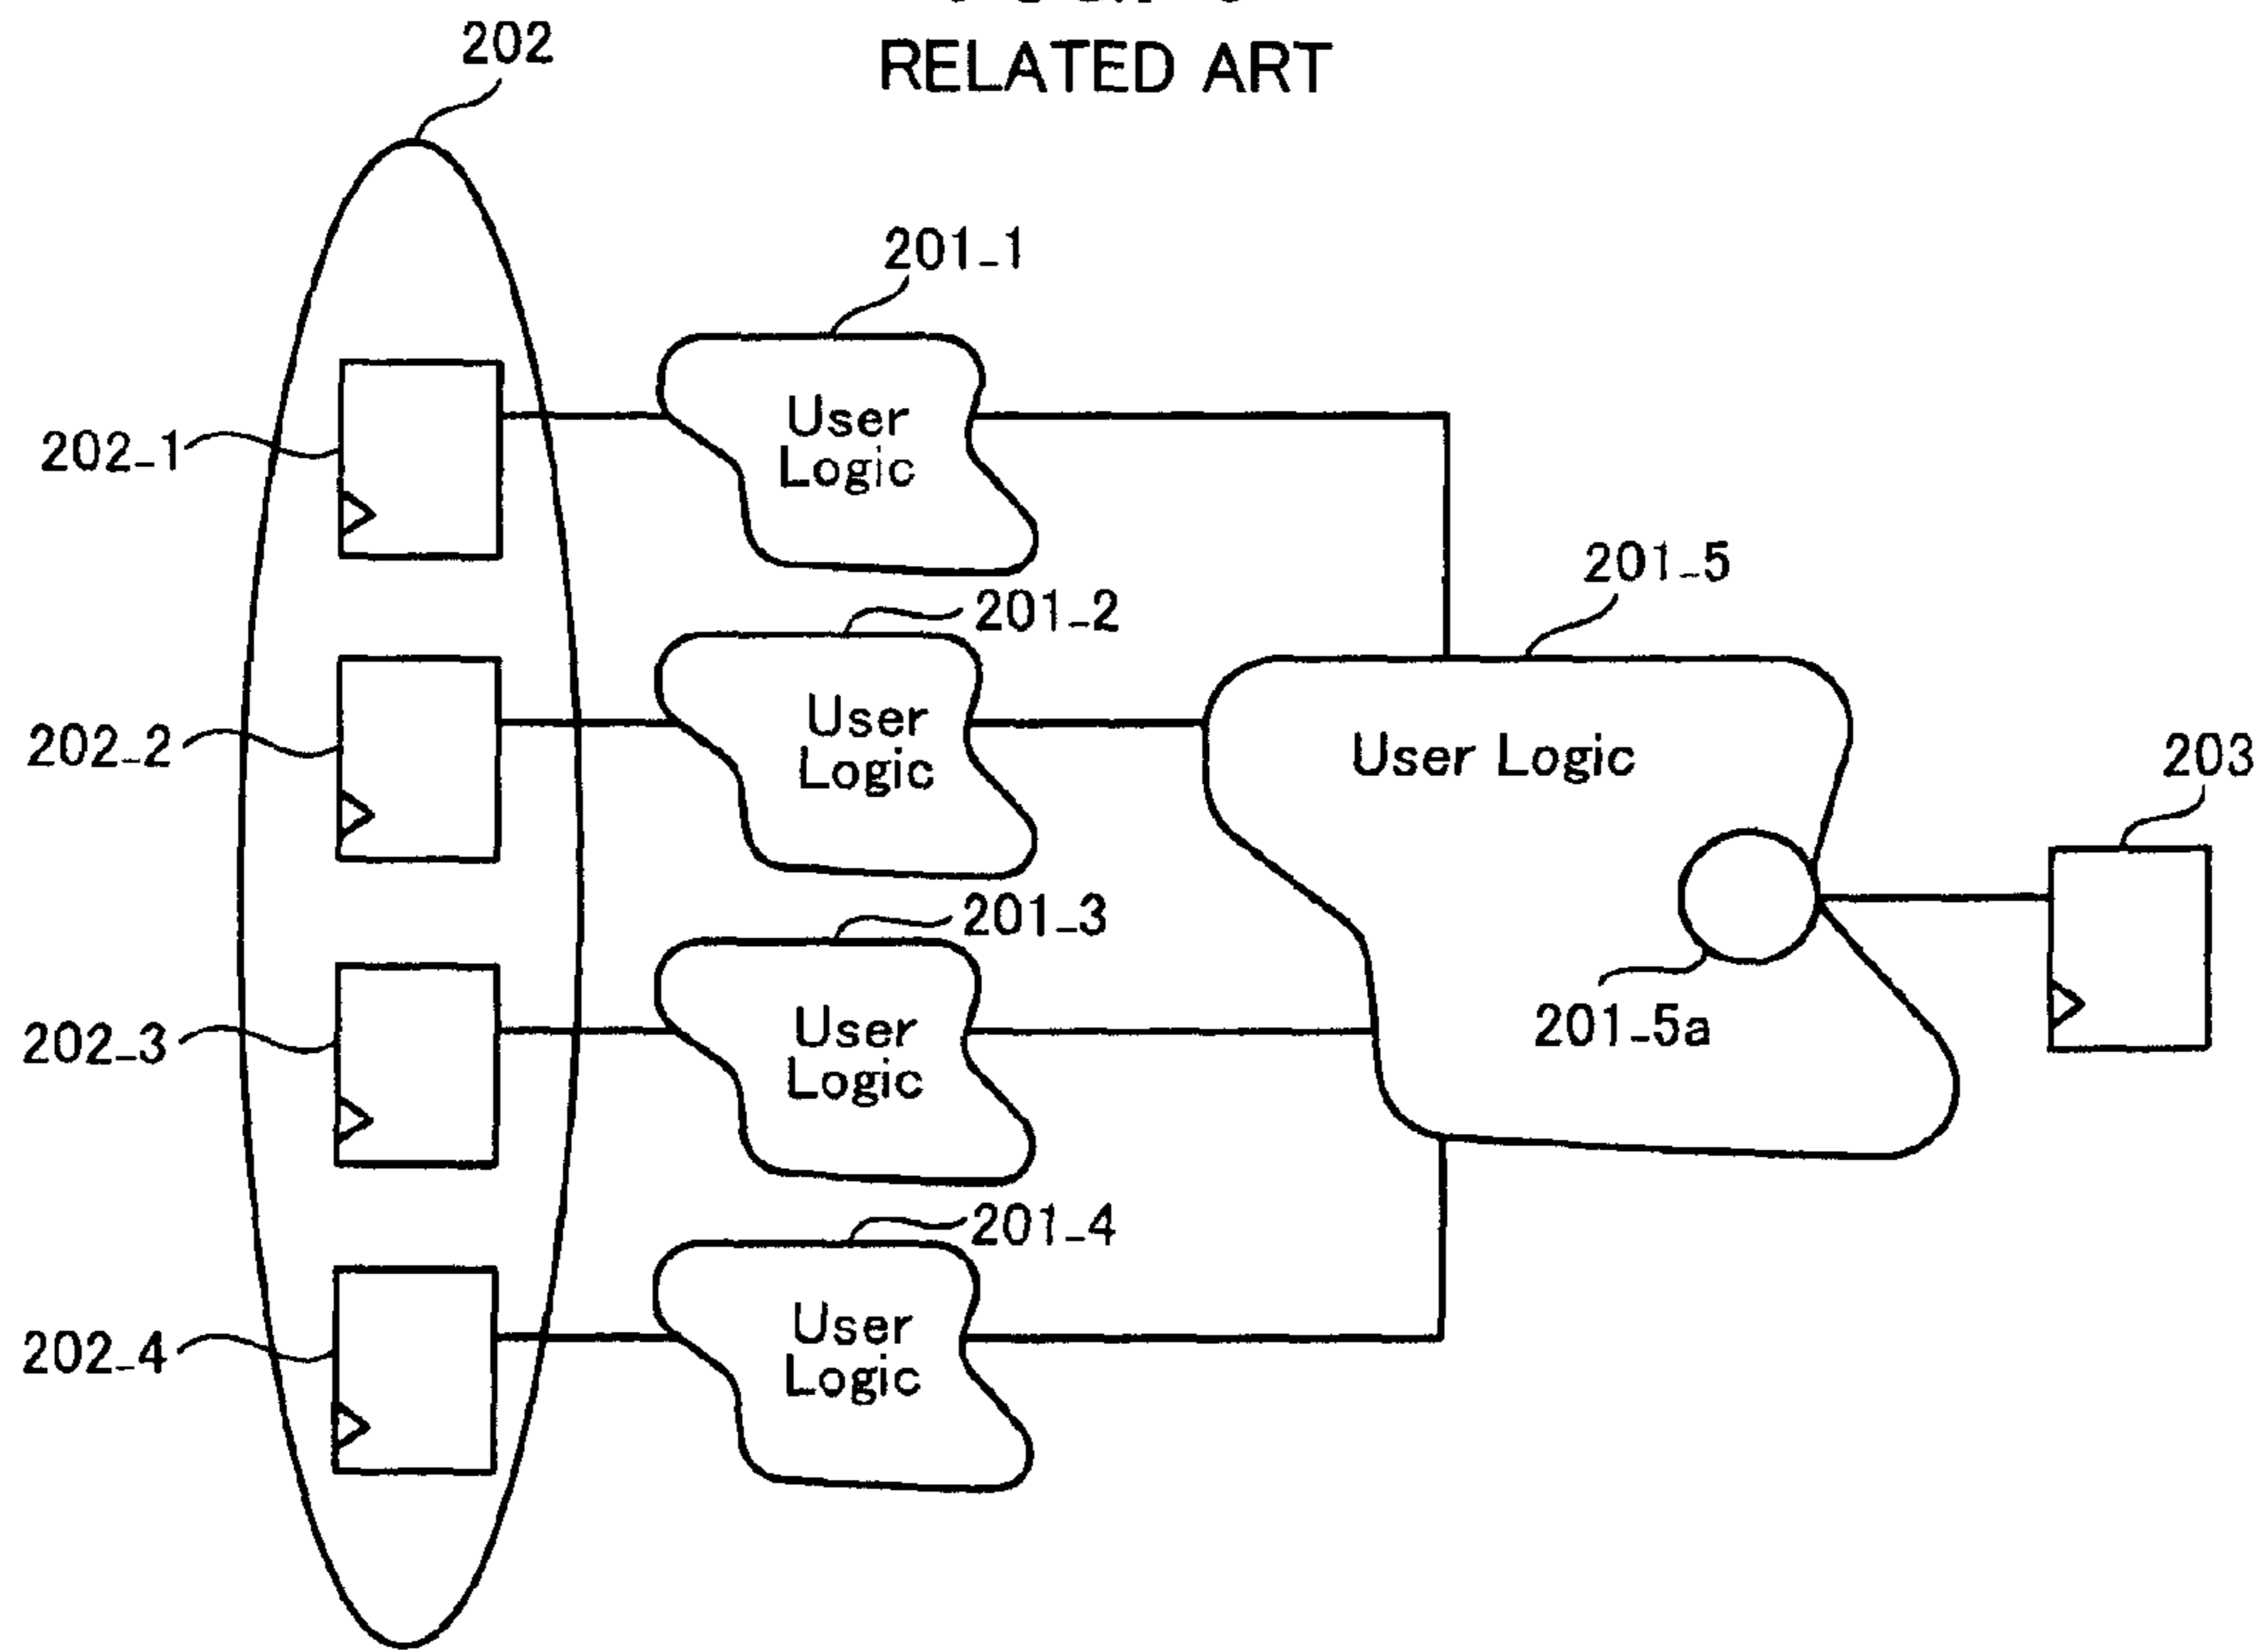 RELATED ART
202
201_1
User
Logic
202_1
201_5
201_2
User
Logic
202_2
User Logic
203
201_3
User
Logic
202_3
201_5a
201_4
User
Logic
202_4